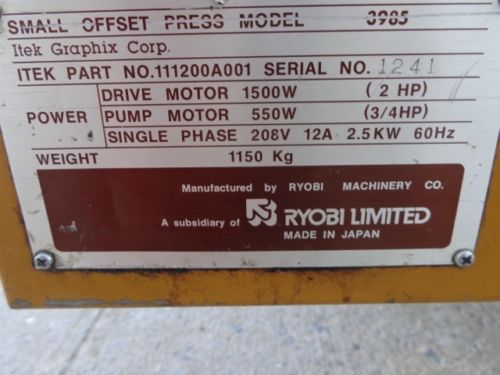 SMALL OFFSET PRESS MODEL 3985
Itek Graphix Corp.
ITEK PART NO.111200A001 SERIAL NO. 1241
POWER
DRIVE MOTOR 1500W (2 HP)
PUMP MOTOR 550W (3/4HP)
SINGLE PHASE 208V 12A 2.5KW 60Hz
WEIGHT 1150 Kg
Manufactured by RYOBI MACHINERY CO.
A subsidiary of RYOBI LIMITED
MADE IN JAPAN